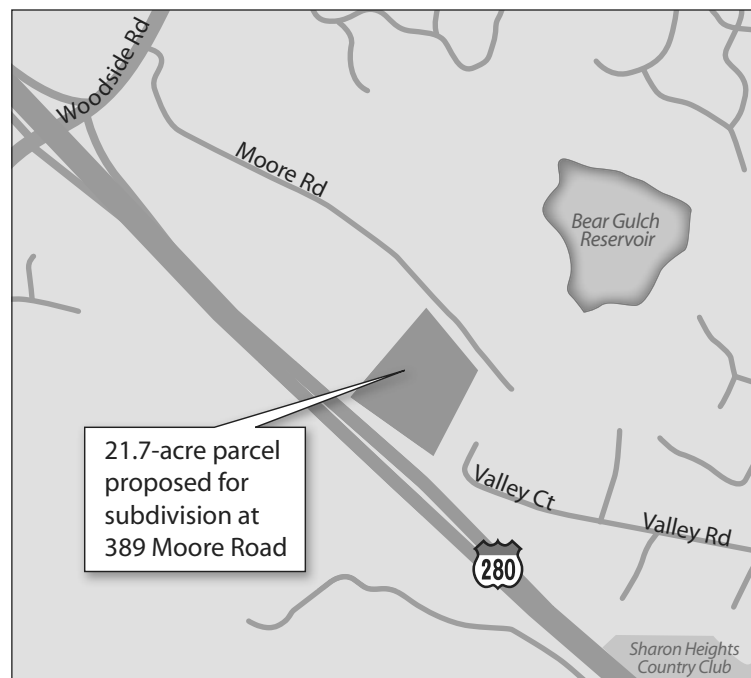 Woodside Rd
Moore Rd
Bear Gulch
Reservoir
21.7-acre parcel
proposed for
subdivision at
389 Moore Road
Valley Ct
Valley Rd
280
Sharon Heights
Country Club